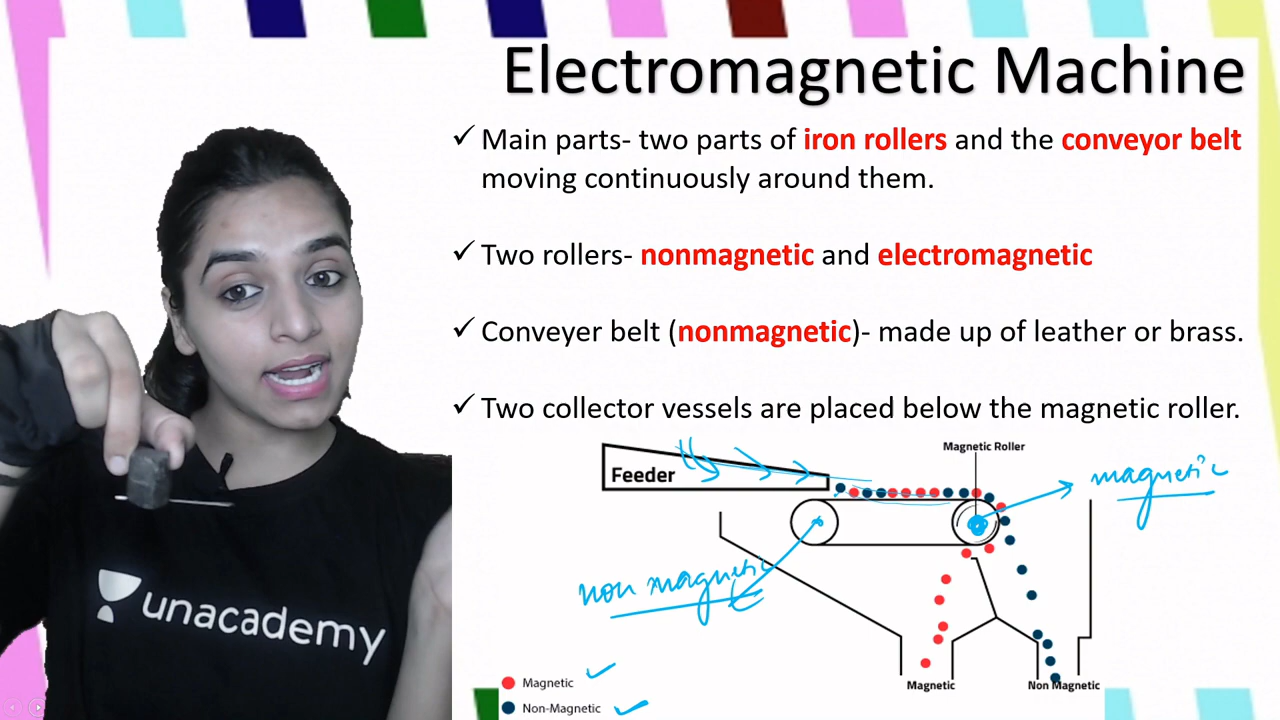 Electromagnetic Machine
✓ Main parts- two parts of iron rollers and the conveyor belt
moving continuously around them.
✓ Two rollers- nonmagnetic and electromagnetic
✓ Conveyer belt (nonmagnetic)- made up of leather or brass.
✓ Two collector vessels are placed below the magnetic roller.
Magnetic Roller
Feeder
magnetic
non magnetic
unacademy
Magnetic
Non Magnetic
Magnetic
Non-Magnetic